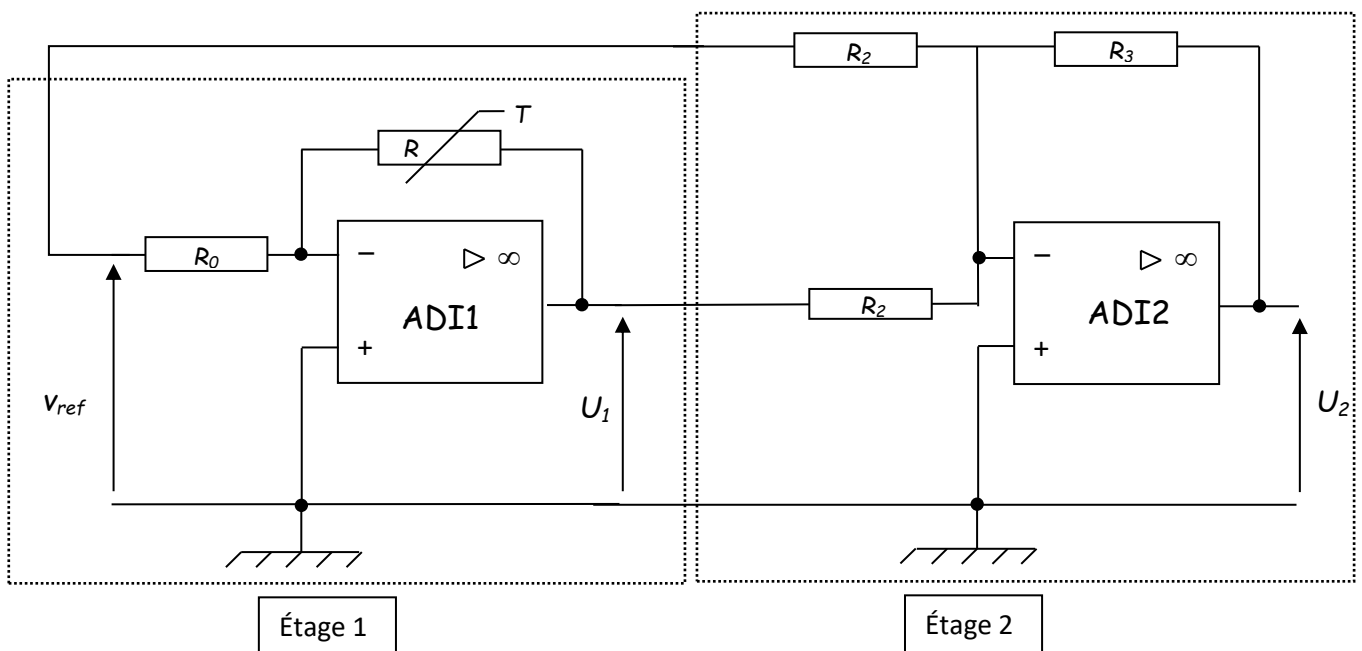 R2
R3
T
R
R0
−
▷ ∞
ADI1
+
R2
−
▷ ∞
ADI2
+
vref
U1
U2
Étage 1
Étage 2